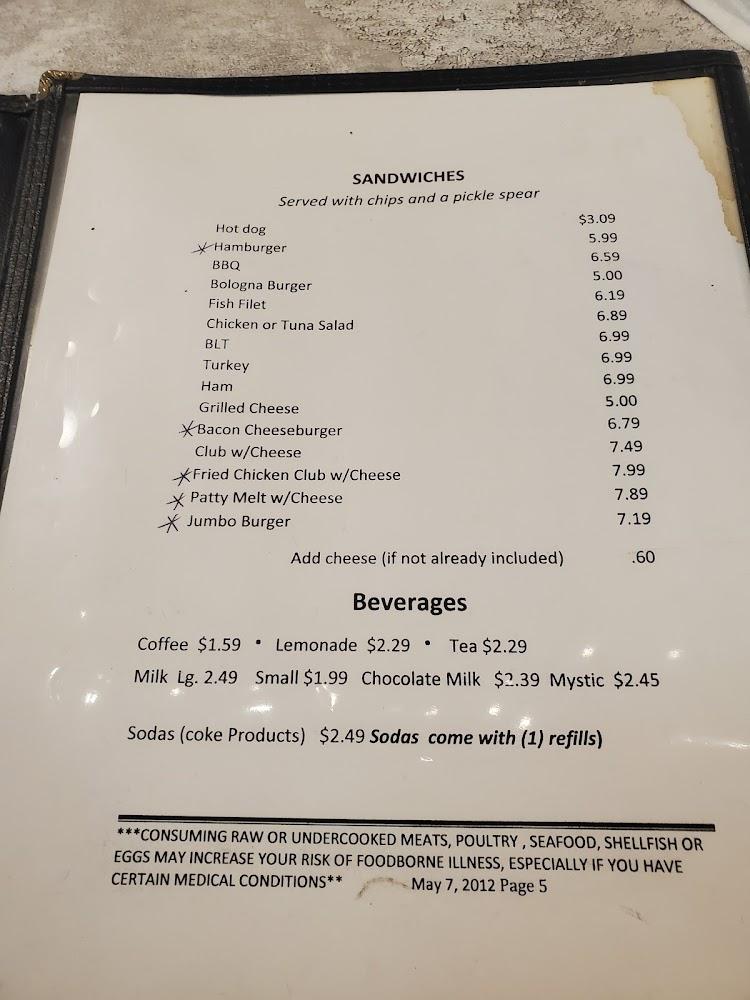 SANDWICHES
Served with chips and a pickle spear
Hot dog $3.09
*Hamburger 5.99
BBQ 6.59
Bologna Burger 5.00
Fish Filet 6.19
Chicken or Tuna Salad 6.89
BLT 6.99
Turkey 6.99
Ham 6.99
Grilled Cheese 5.00
*Bacon Cheeseburger 6.79
Club w/Cheese 7.49
*Fried Chicken Club w/Cheese 7.99
*Patty Melt w/Cheese 7.89
*Jumbo Burger 7.19
Add cheese (if not already included) .60
Beverages
Coffee $1.59 • Lemonade $2.29 • Tea $2.29
Milk Lg. 2.49 Small $1.99 Chocolate Milk $2.39 Mystic $2.45
Sodas (coke Products) $2.49 Sodas come with (1) refills)
***CONSUMING RAW OR UNDERCOOKED MEATS, POULTRY , SEAFOOD, SHELLFISH OR
EGGS MAY INCREASE YOUR RISK OF FOODBORNE ILLNESS, ESPECIALLY IF YOU HAVE
CERTAIN MEDICAL CONDITIONS** May 7, 2012 Page 5